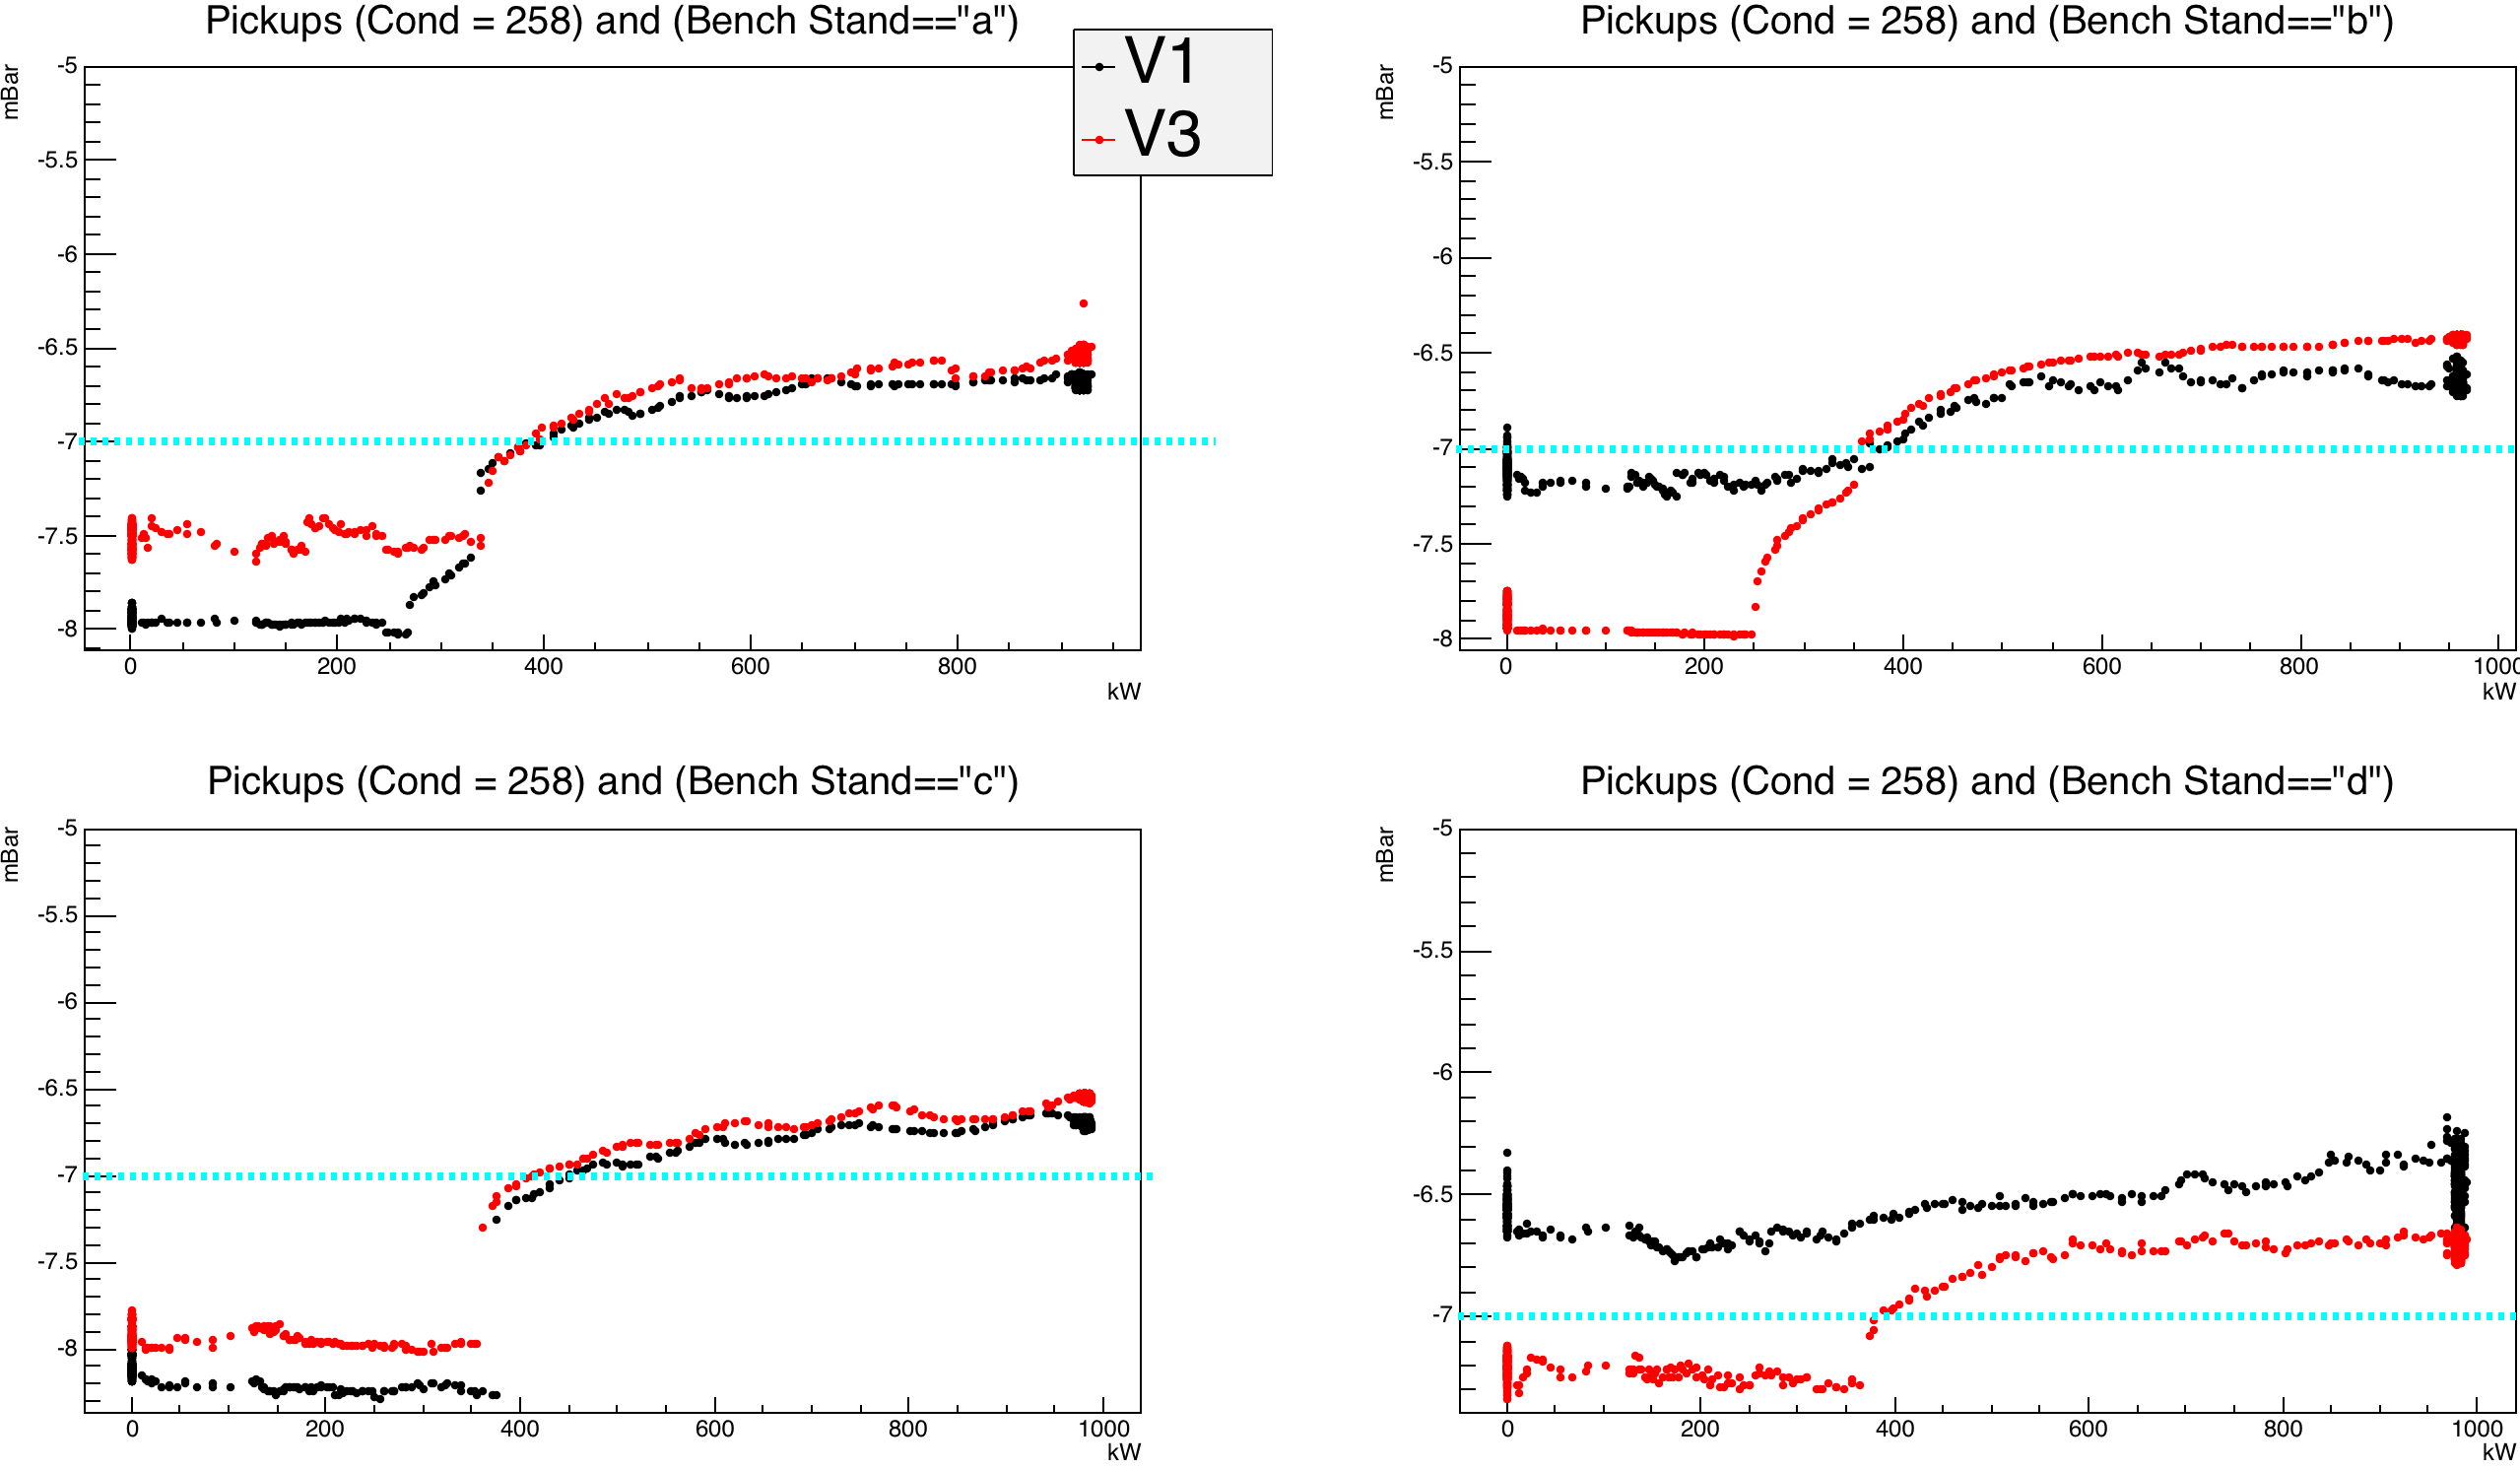 Pickups (Cond = 258) and (Bench Stand=="a")
mBar
-5
-5.5
-6
-6.5
-7
-7.5
-8
0 200 400 600 800
kW
V1
V3
Pickups (Cond = 258) and (Bench Stand=="b")
mBar
-5
-5.5
-6
-6.5
-7
-7.5
-8
0 200 400 600 800 1000
kW
Pickups (Cond = 258) and (Bench Stand=="c")
mBar
-5
-5.5
-6
-6.5
-7
-7.5
-8
0 200 400 600 800 1000
kW
Pickups (Cond = 258) and (Bench Stand=="d")
mBar
-5
-5.5
-6
-6.5
-7
0 200 400 600 800 1000
kW